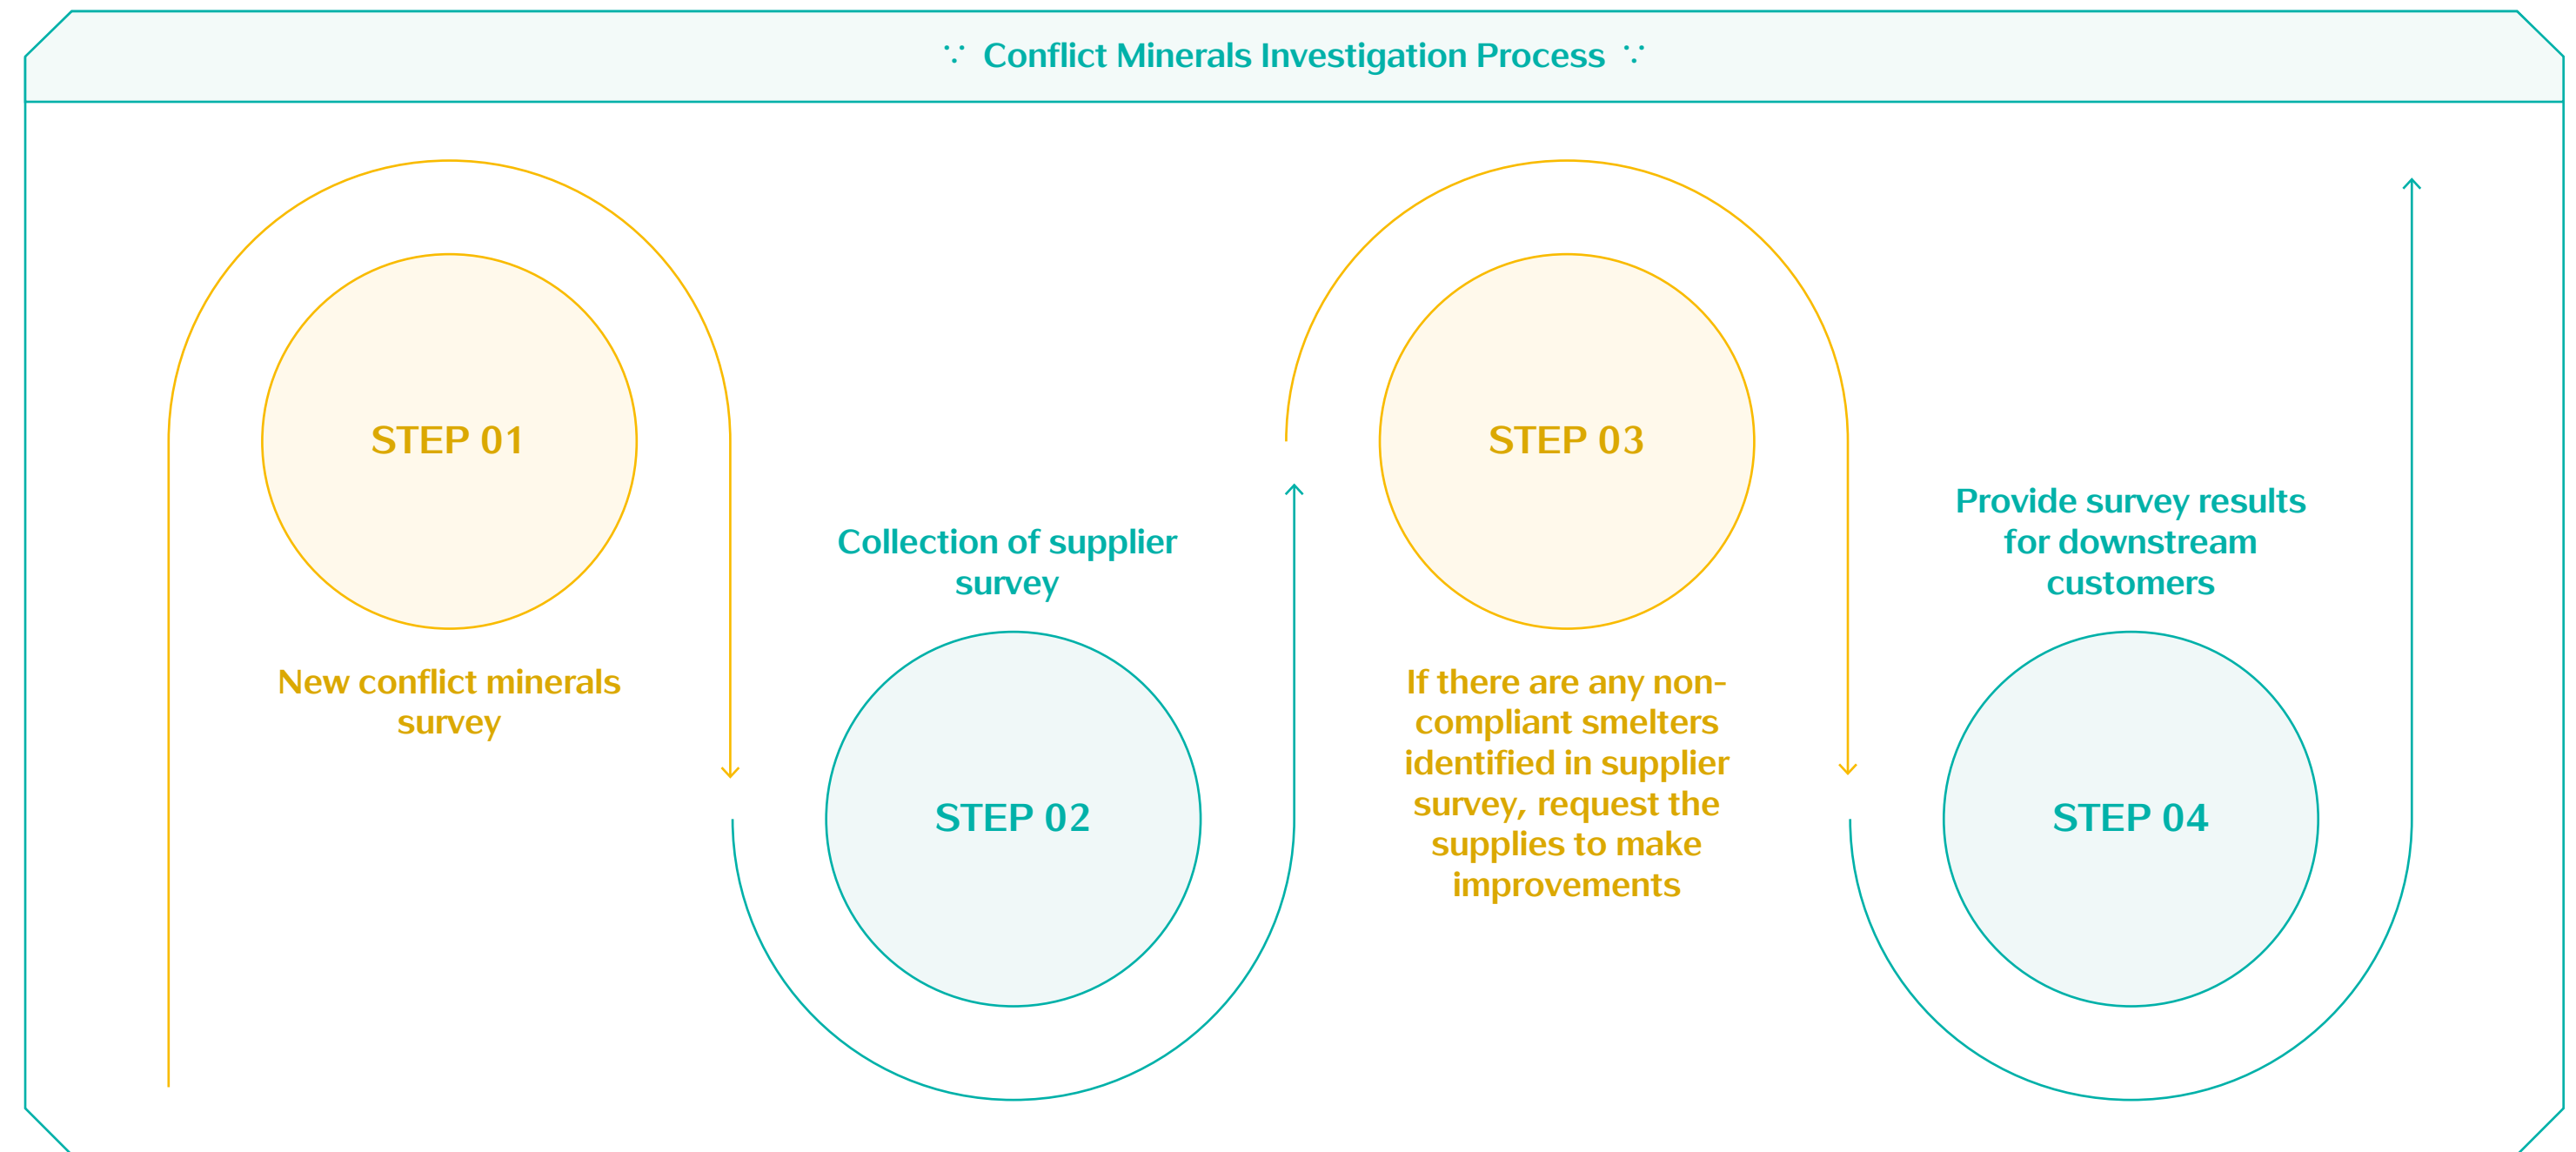 Conflict Minerals Investigation Process
STEP 01
New conflict minerals
survey
Collection of supplier
survey
STEP 02
STEP 03
If there are any non-
compliant smelters
identified in supplier
survey, request the
supplies to make
improvements
Provide survey results
for downstream
customers
STEP 04